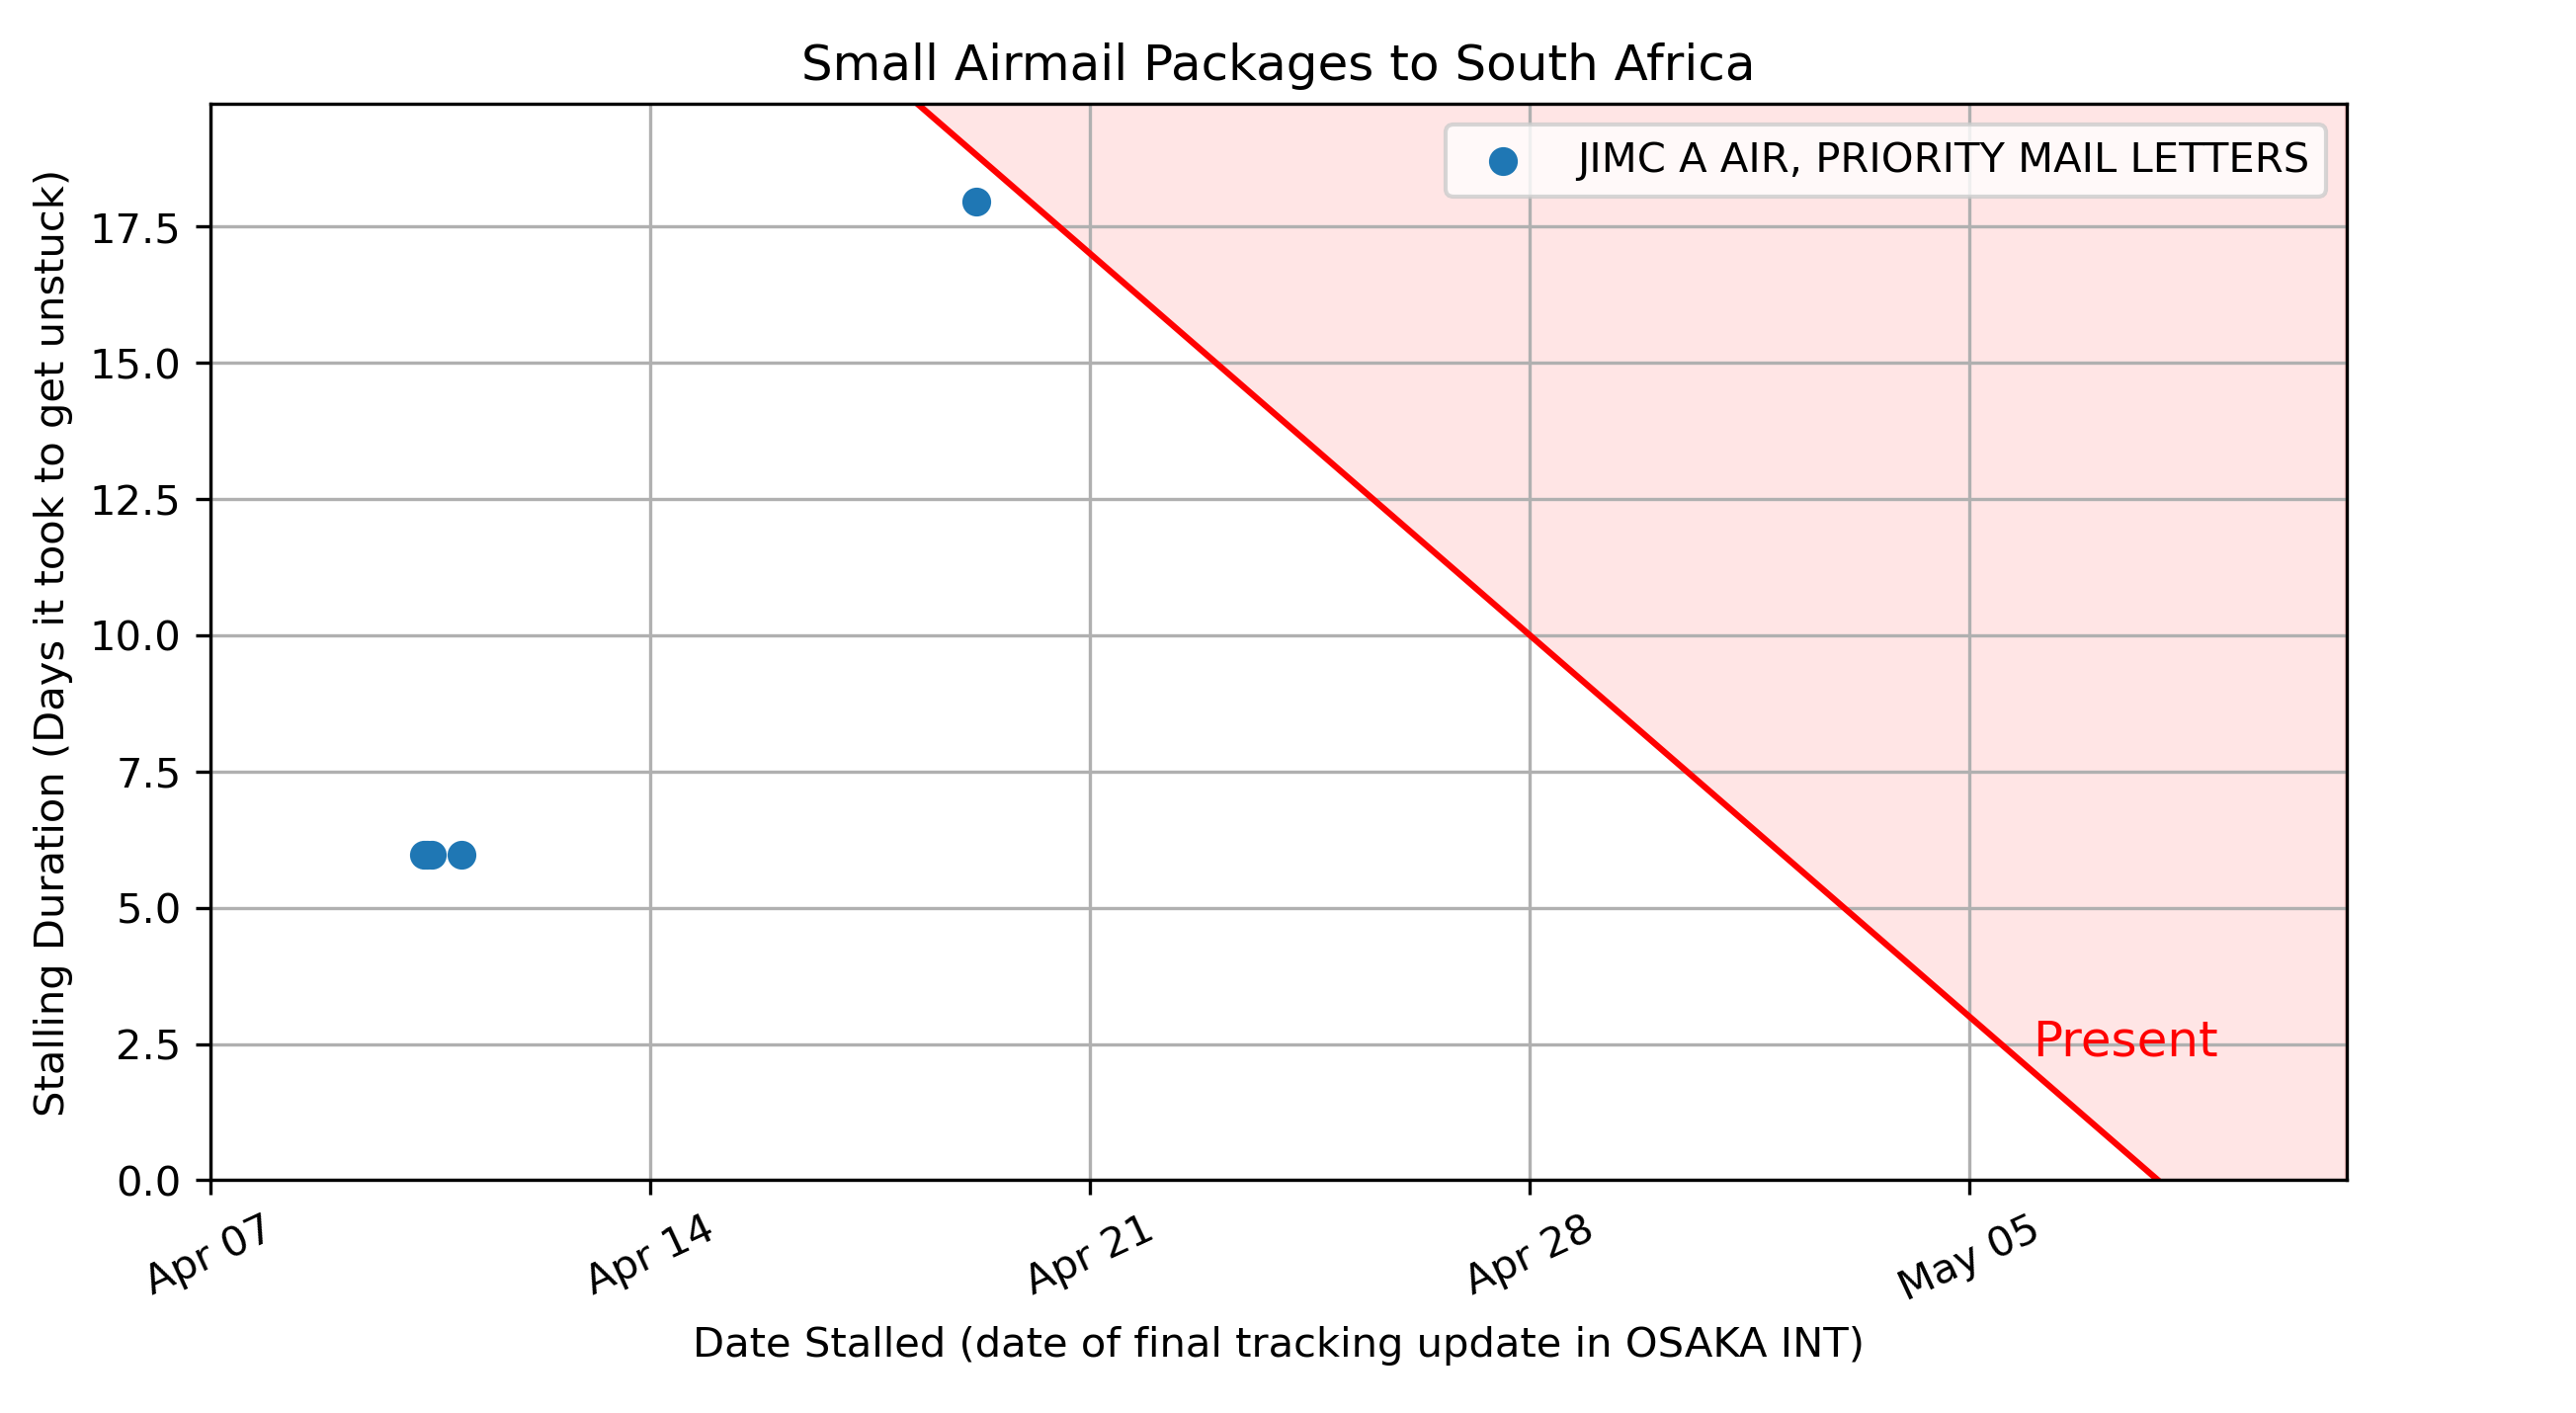 Small Airmail Packages to South Africa
JIMC A AIR, PRIORITY MAIL LETTERS
Stalling Duration (Days it took to get unstuck)
17.5
15.0
12.5
10.0
7.5
5.0
2.5
0.0
Present
Apr 07
Apr 14
Apr 21
Apr 28
May 05
Date Stalled (date of final tracking update in OSAKA INT)